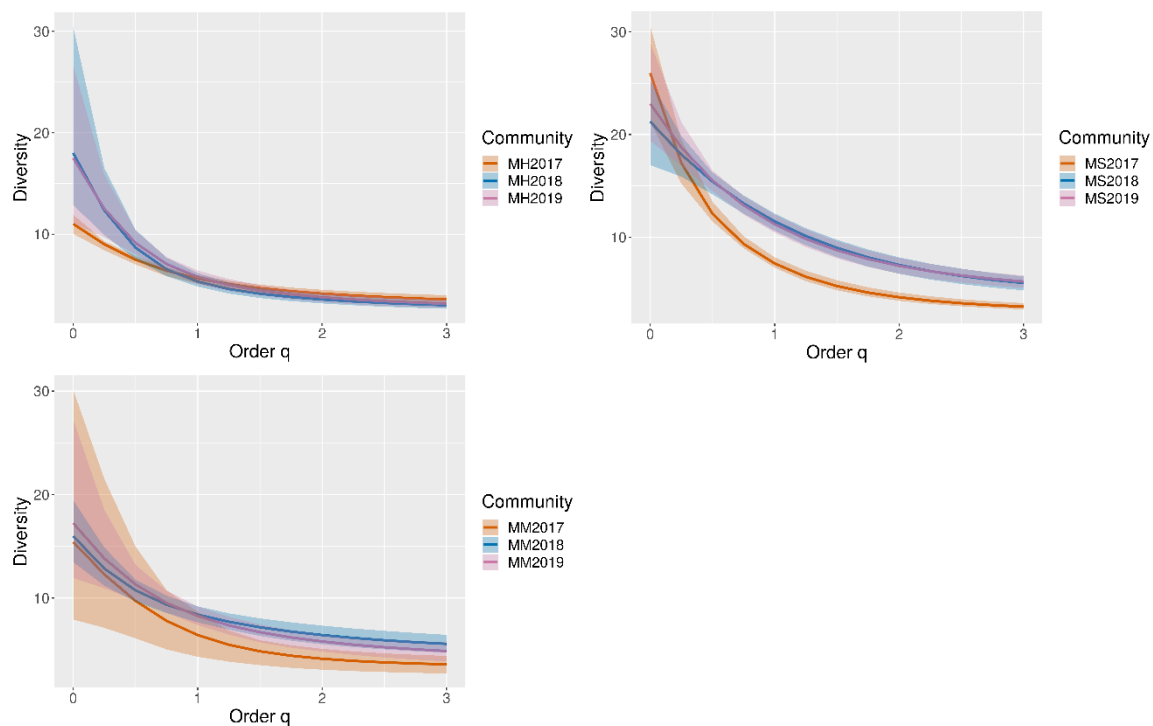 30
20
10
Diversity
0
1
2
3
Order q
Community
MH2017
MH2018
MH2019
30
20
10
Diversity
0
1
2
3
Order q
Community
MS2017
MS2018
MS2019
30
20
10
Diversity
0
1
2
3
Order q
Community
MM2017
MM2018
MM2019